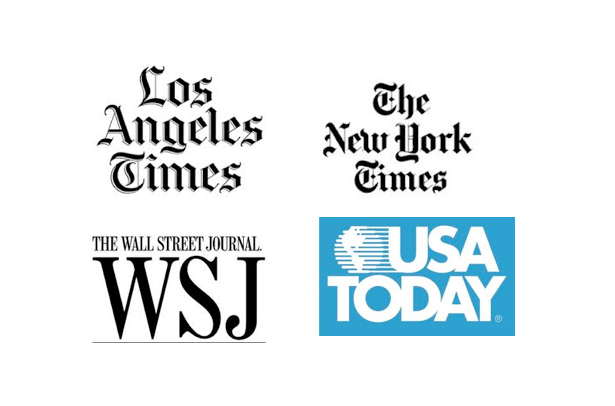 Los
Angeles
Times
The
New York
Times
THE WALL STREET JOURNAL.
WSJ
USA
TODAY®